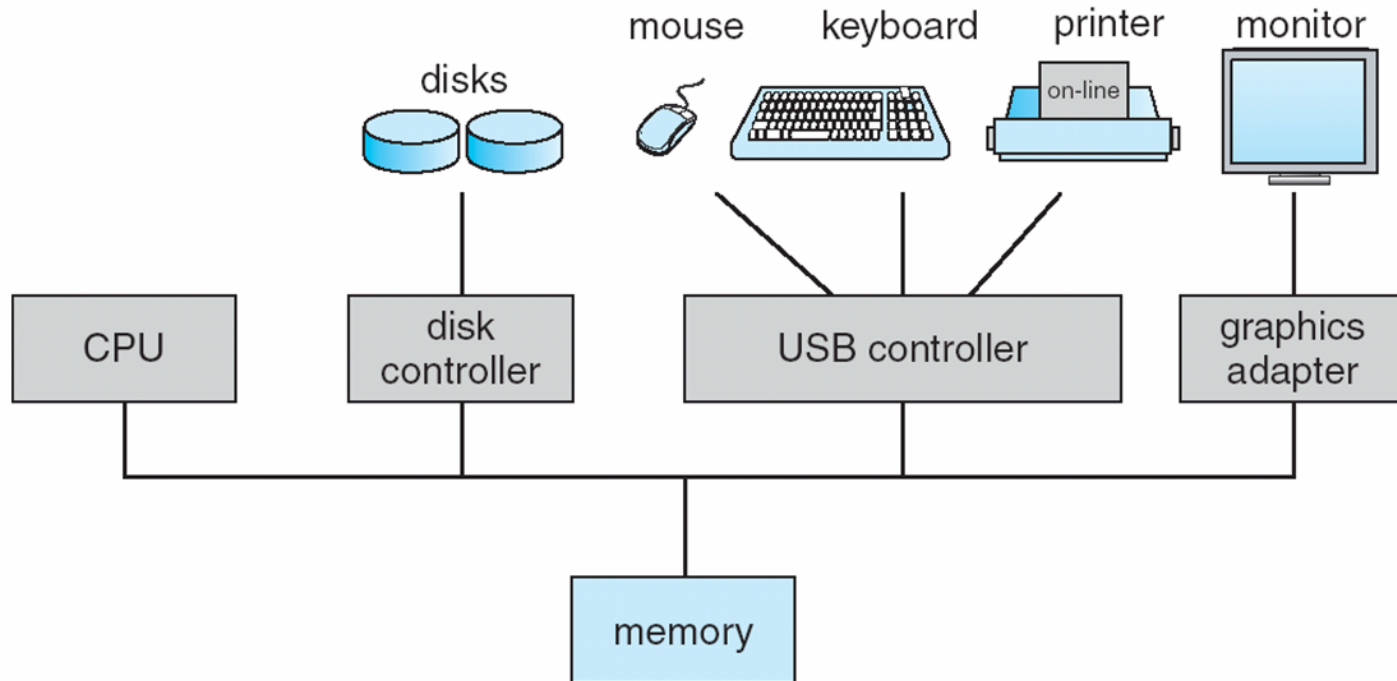 mouse
keyboard
printer
monitor
disks
on-line
CPU
disk
controller
USB controller
graphics
adapter
memory